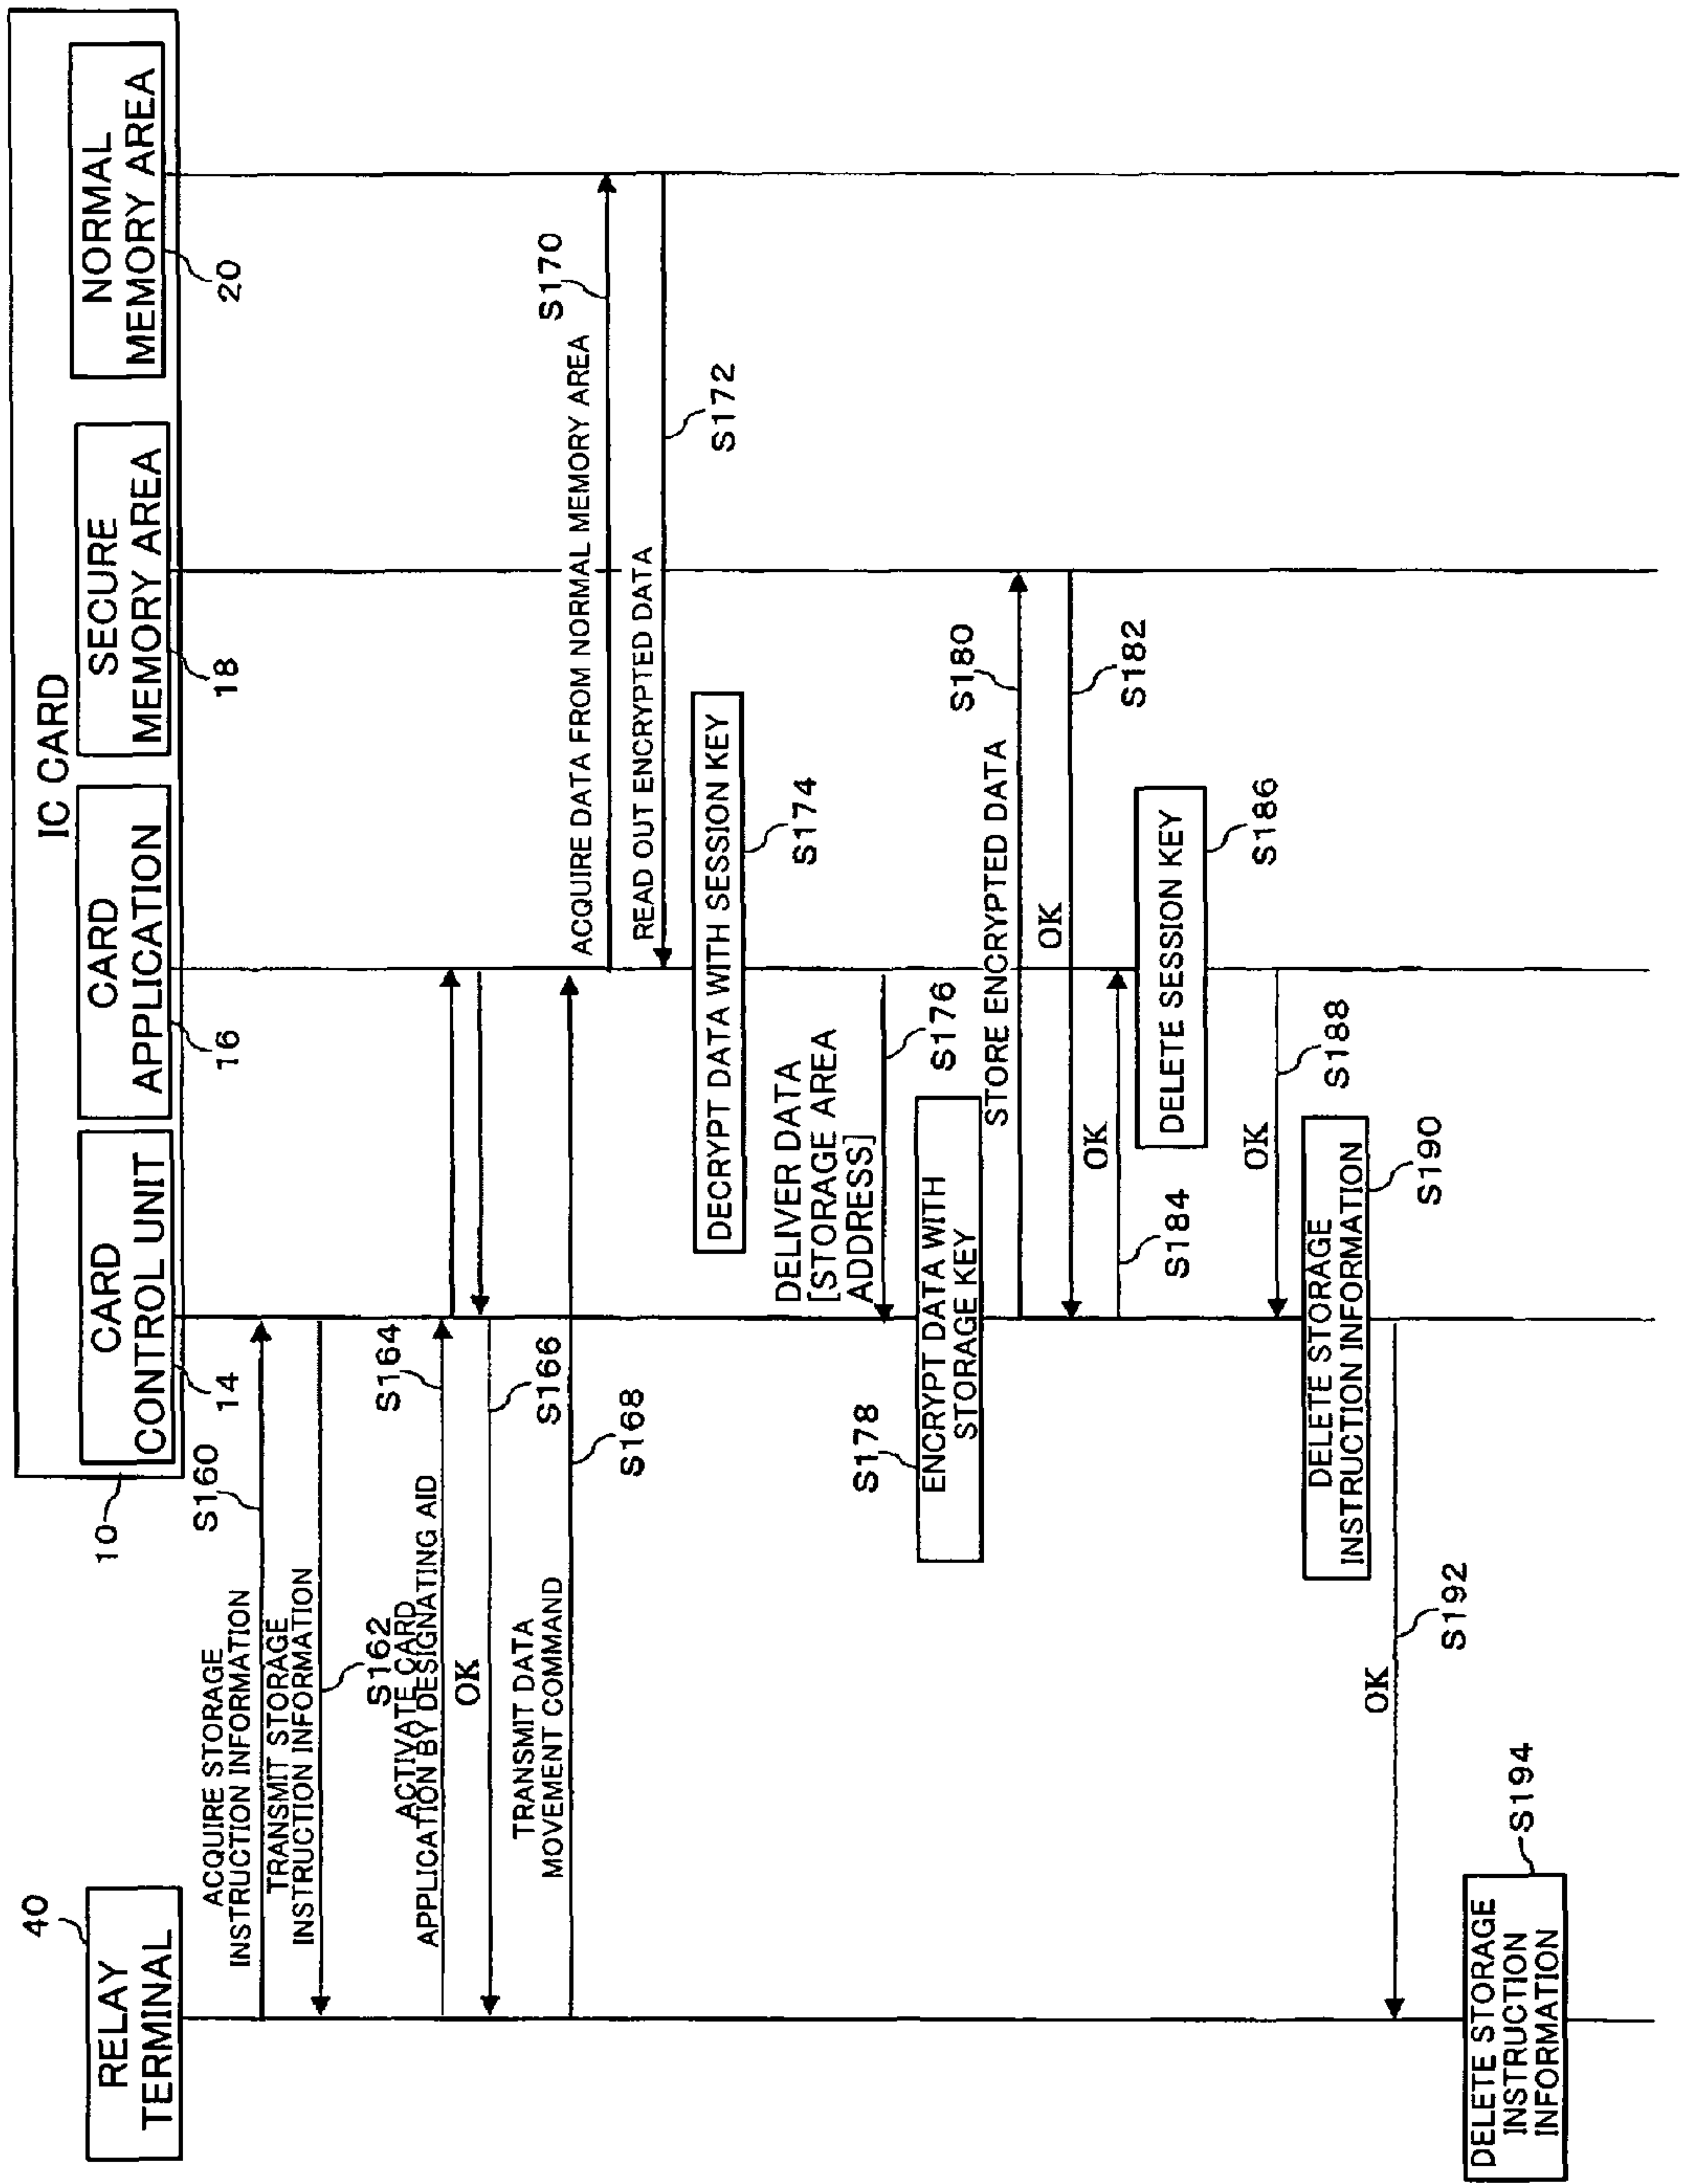 IC CARD
RELAY
TERMINAL
40
CARD
CONTROL UNIT
14
10
CARD
APPLICATION
16
SECURE
MEMORY AREA
18
NORMAL
MEMORY AREA
20
ACQUIRE STORAGE
INSTRUCTION INFORMATION
S160
TRANSMIT STORAGE
INSTRUCTION INFORMATION
S162
ACTIVATE CARD
APPLICATION BY DESIGNATING AID
S164
OK
S166
TRANSMIT DATA
MOVEMENT COMMAND
S168
ACQUIRE DATA FROM NORMAL MEMORY AREA
S170
READ OUT ENCRYPTED DATA
S172
DECRYPT DATA WITH SESSION KEY
S174
DELIVER DATA
[STORAGE AREA
ADDRESS]
S176
ENCRYPT DATA WITH
STORAGE KEY
S178
STORE ENCRYPTED DATA
S180
OK
S182
OK
S184
DELETE SESSION KEY
S186
OK
S188
DELETE STORAGE
INSTRUCTION INFORMATION
S190
OK
S192
DELETE STORAGE
INSTRUCTION
INFORMATION
S194